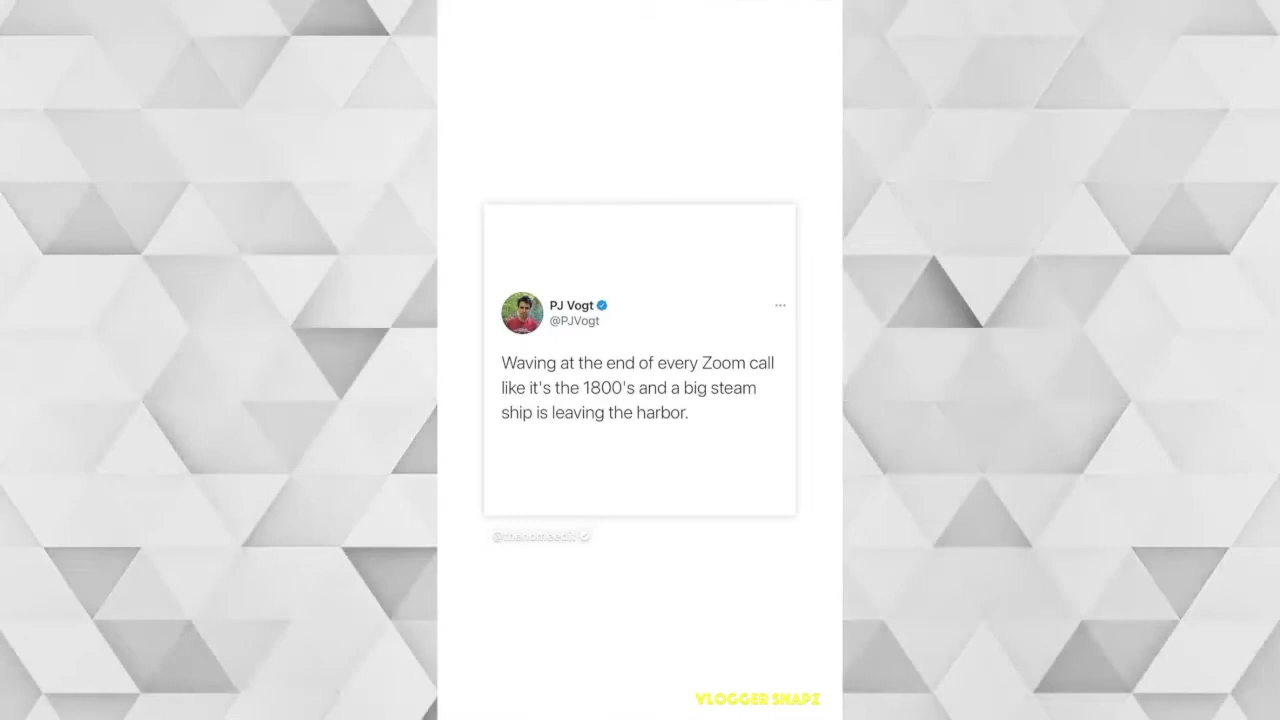 PJ Vogt
@PJVogt
Waving at the end of every Zoom call
like it's the 1800's and a big steam
ship is leaving the harbor.
@thehomeedit
VLOGGER SNAPZ